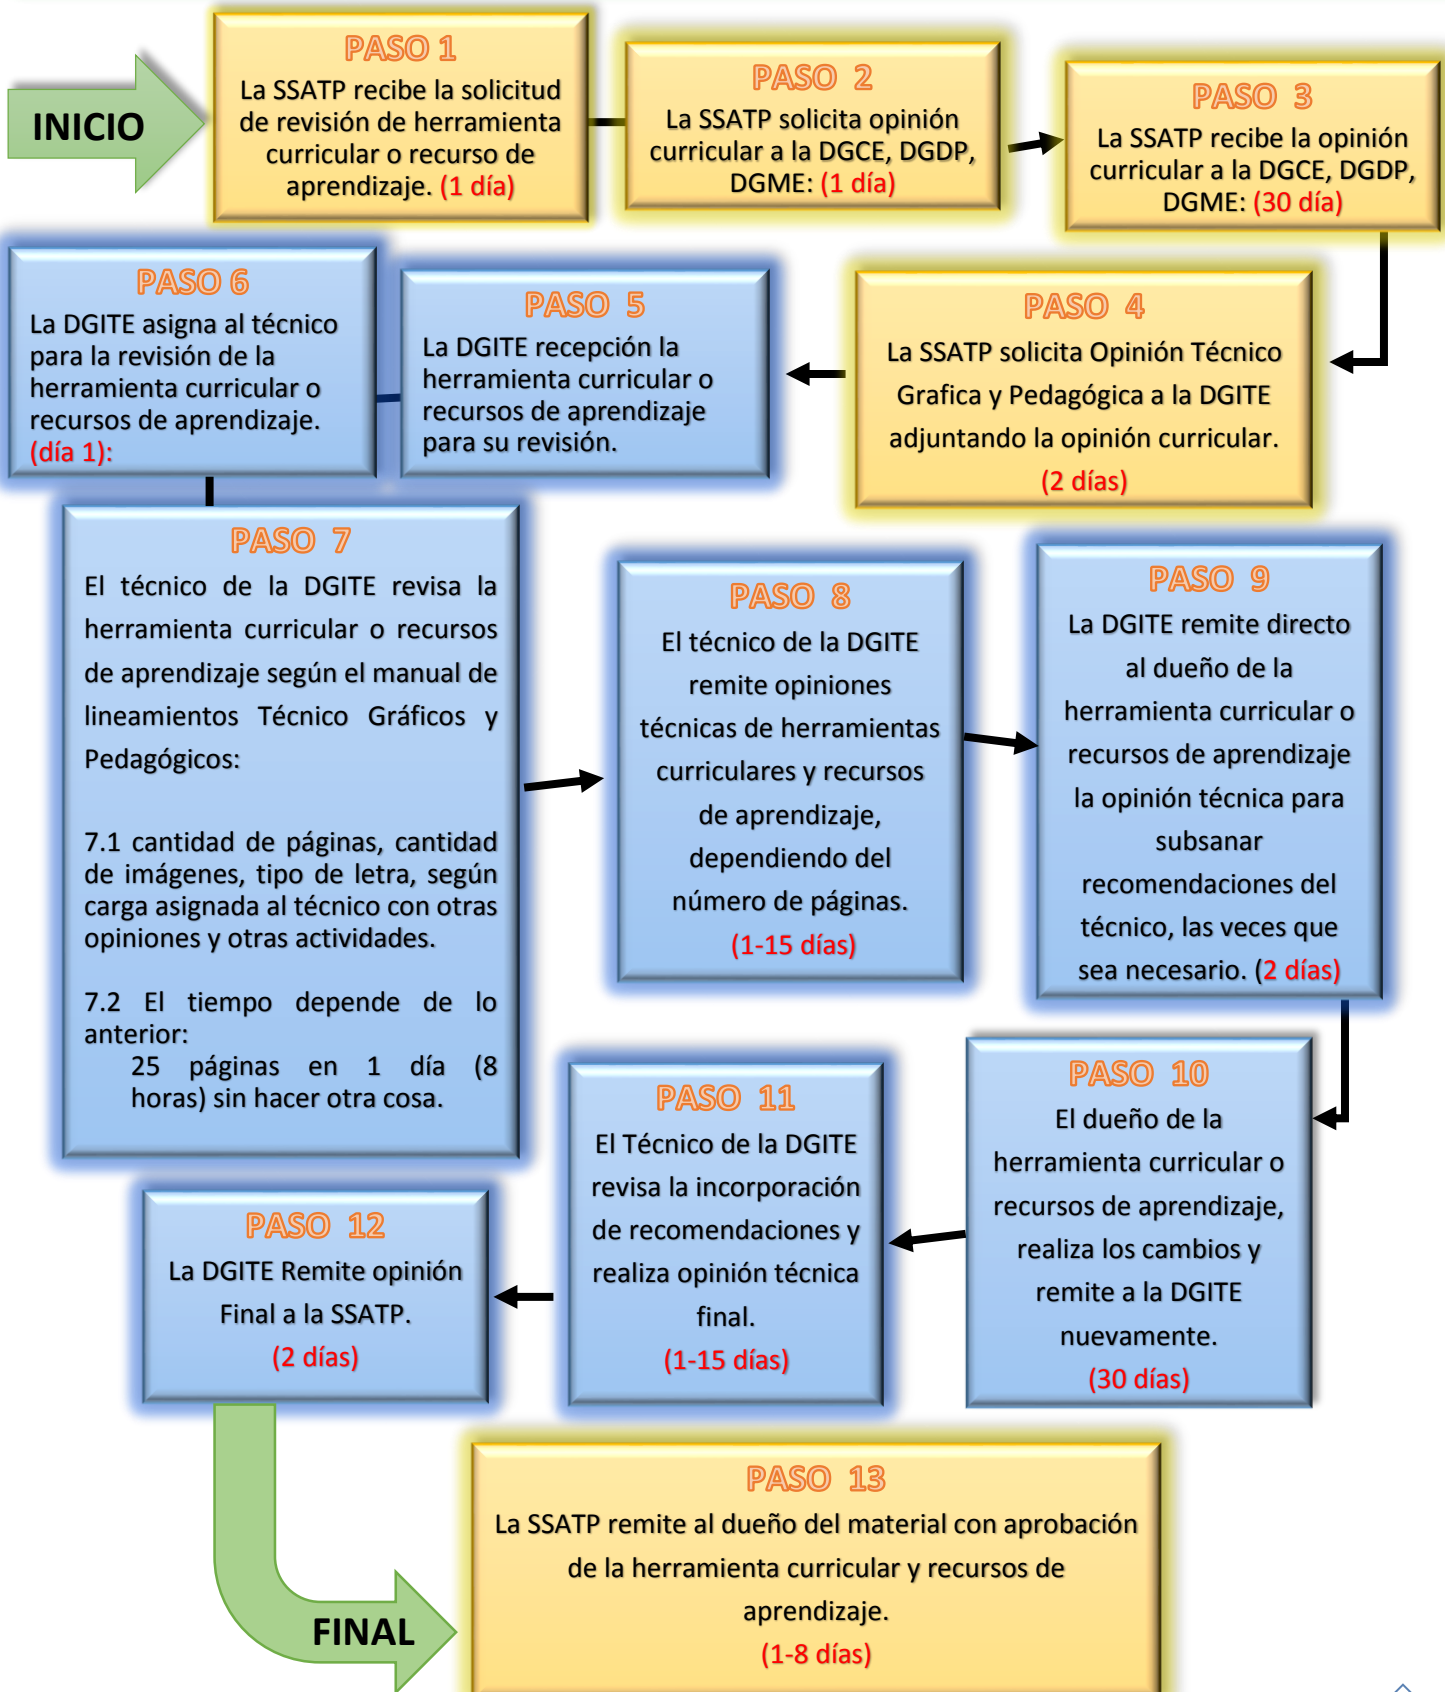 INICIO
PASO 1
La SSATP recibe la solicitud
de revisión de herramienta
curricular o recurso de
aprendizaje. (1 día)
PASO 2
La SSATP solicita opinión
curricular a la DGCE, DGDP,
DGME: (1 día)
PASO 3
La SSATP recibe la opinión
curricular a la DGCE, DGDP,
DGME: (30 día)
PASO 4
La SSATP solicita Opinión Técnico
Grafica y Pedagógica a la DGITE
adjuntando la opinión curricular.
(2 días)
PASO 5
La DGITE recepción la
herramienta curricular o
recursos de aprendizaje
para su revisión.
PASO 6
La DGITE asigna al técnico
para la revisión de la
herramienta curricular o
recursos de aprendizaje.
(día 1):
PASO 7
El técnico de la DGITE revisa la
herramienta curricular o recursos
de aprendizaje según el manual de
lineamientos Técnico Gráficos y
Pedagógicos:
7.1 cantidad de páginas, cantidad
de imágenes, tipo de letra, según
carga asignada al técnico con otras
opiniones y otras actividades.
7.2 El tiempo depende de lo
anterior:
25 páginas en 1 día (8
horas) sin hacer otra cosa.
PASO 8
El técnico de la DGITE
remite opiniones
técnicas de herramientas
curriculares y recursos
de aprendizaje,
dependiendo del
número de páginas.
(1-15 días)
PASO 9
La DGITE remite directo
al dueño de la
herramienta curricular o
recursos de aprendizaje
la opinión técnica para
subsanar
recomendaciones del
técnico, las veces que
sea necesario. (2 días)
PASO 10
El dueño de la
herramienta curricular o
recursos de aprendizaje,
realiza los cambios y
remite a la DGITE
nuevamente.
(30 días)
PASO 11
El Técnico de la DGITE
revisa la incorporación
de recomendaciones y
realiza opinión técnica
final.
(1-15 días)
PASO 12
La DGITE Remite opinión
Final a la SSATP.
(2 días)
FINAL
PASO 13
La SSATP remite al dueño del material con aprobación
de la herramienta curricular y recursos de
aprendizaje.
(1-8 días)